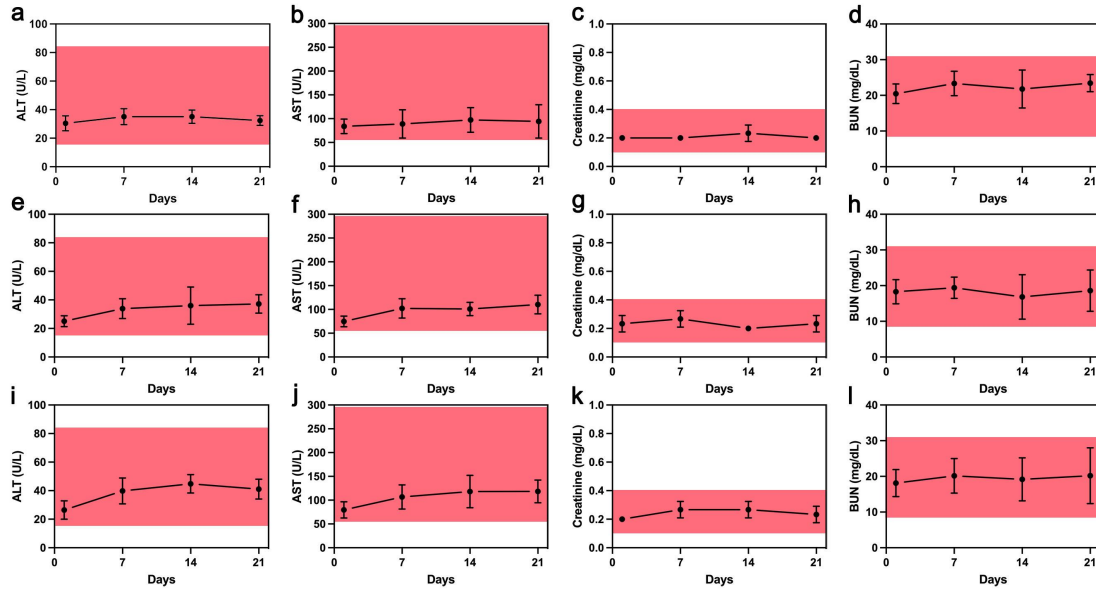 a
ALT (U/L)
100
80
60
40
20
0
0 7 14 21
Days
b
AST (U/L)
300
250
200
150
100
50
0
0 7 14 21
Days
c
Creatinine (mg/dL)
1.0
0.8
0.6
0.4
0.2
0.0
0 7 14 21
Days
d
BUN (mg/dL)
40
30
20
10
0
0 7 14 21
Days
e
ALT (U/L)
100
80
60
40
20
0
0 7 14 21
Days
f
AST (U/L)
300
250
200
150
100
50
0
0 7 14 21
Days
g
Creatinine (mg/dL)
1.0
0.8
0.6
0.4
0.2
0.0
0 7 14 21
Days
h
BUN (mg/dL)
40
30
20
10
0
0 7 14 21
Days
i
ALT (U/L)
100
80
60
40
20
0
0 7 14 21
Days
j
AST (U/L)
300
250
200
150
100
50
0
0 7 14 21
Days
k
Creatinine (mg/dL)
1.0
0.8
0.6
0.4
0.2
0.0
0 7 14 21
Days
l
BUN (mg/dL)
40
30
20
10
0
0 7 14 21
Days